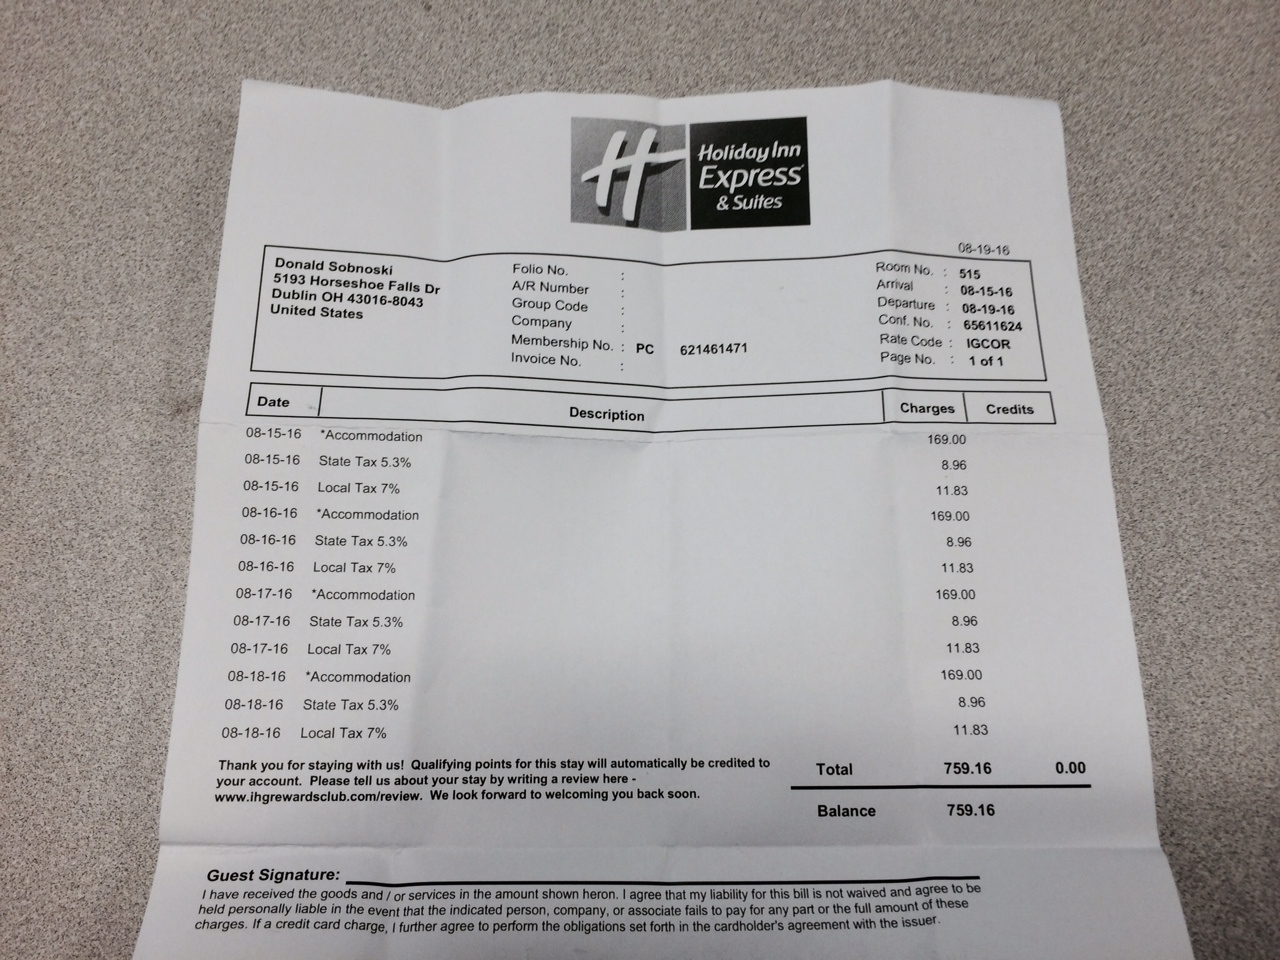 H
Holiday Inn
Express
& Suites
08-19-16
Donald Sobnoski
5193 Horseshoe Falls Dr
Dublin OH 43016-8043
United States
Folio No. :
A/R Number :
Group Code :
Company :
Membership No. : PC 621461471
Invoice No. :
Room No. : 515
Arrival : 08-15-16
Departure : 08-19-16
Conf. No. : 65611624
Rate Code : IGCOR
Page No. : 1 of 1
Date Description Charges Credits
08-15-16 *Accommodation 169.00
08-15-16 State Tax 5.3% 8.96
08-15-16 Local Tax 7% 11.83
08-16-16 *Accommodation 169.00
08-16-16 State Tax 5.3% 8.96
08-16-16 Local Tax 7% 11.83
08-17-16 *Accommodation 169.00
08-17-16 State Tax 5.3% 8.96
08-17-16 Local Tax 7% 11.83
08-18-16 *Accommodation 169.00
08-18-16 State Tax 5.3% 8.96
08-18-16 Local Tax 7% 11.83
Thank you for staying with us! Qualifying points for this stay will automatically be credited to
your account. Please tell us about your stay by writing a review here -
www.ihgrewardsclub.com/review. We look forward to welcoming you back soon.
Total 759.16 0.00
Balance 759.16
Guest Signature:
I have received the goods and / or services in the amount shown heron. I agree that my liability for this bill is not waived and agree to be
held personally liable in the event that the indicated person, company, or associate fails to pay for any part or the full amount of these
charges. If a credit card charge, I further agree to perform the obligations set forth in the cardholder's agreement with the issuer.